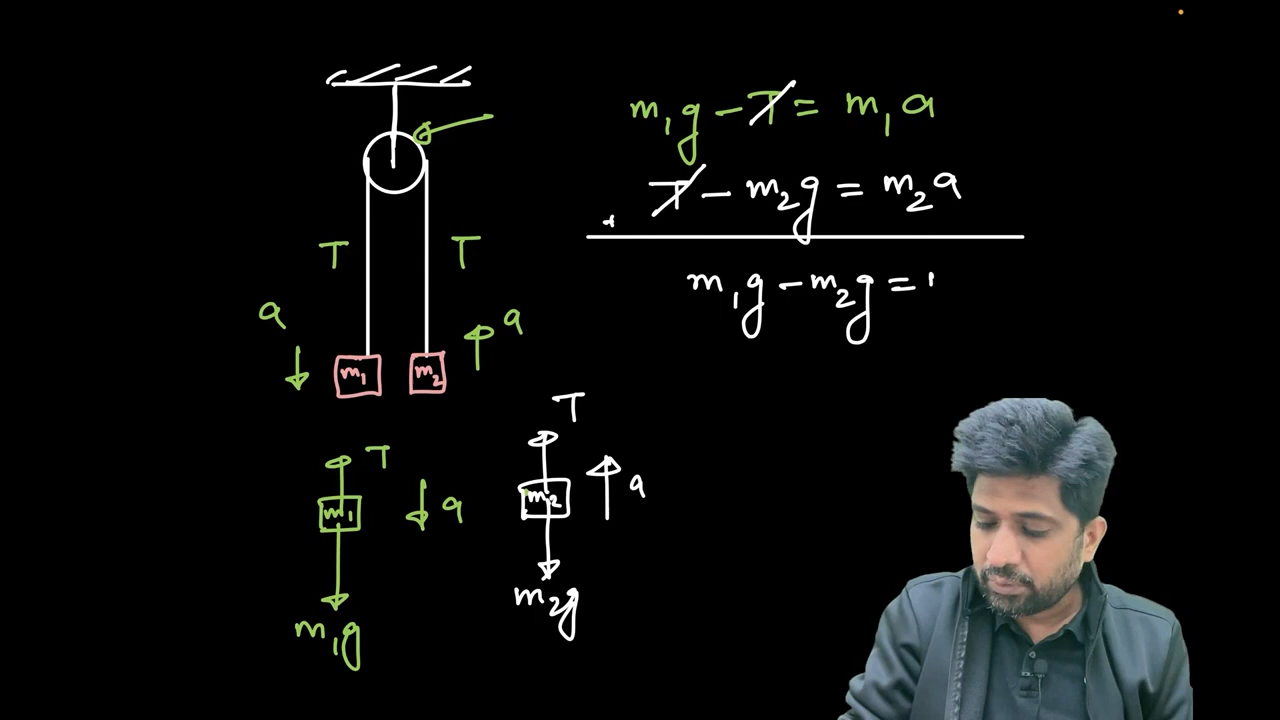 m₁g − T = m₁a
T − m₂g = m₂a
+
m₁g − m₂g =
T T
a a
m₁ m₂
T
T
m₁ a
m₂ a
m₁g
m₂g